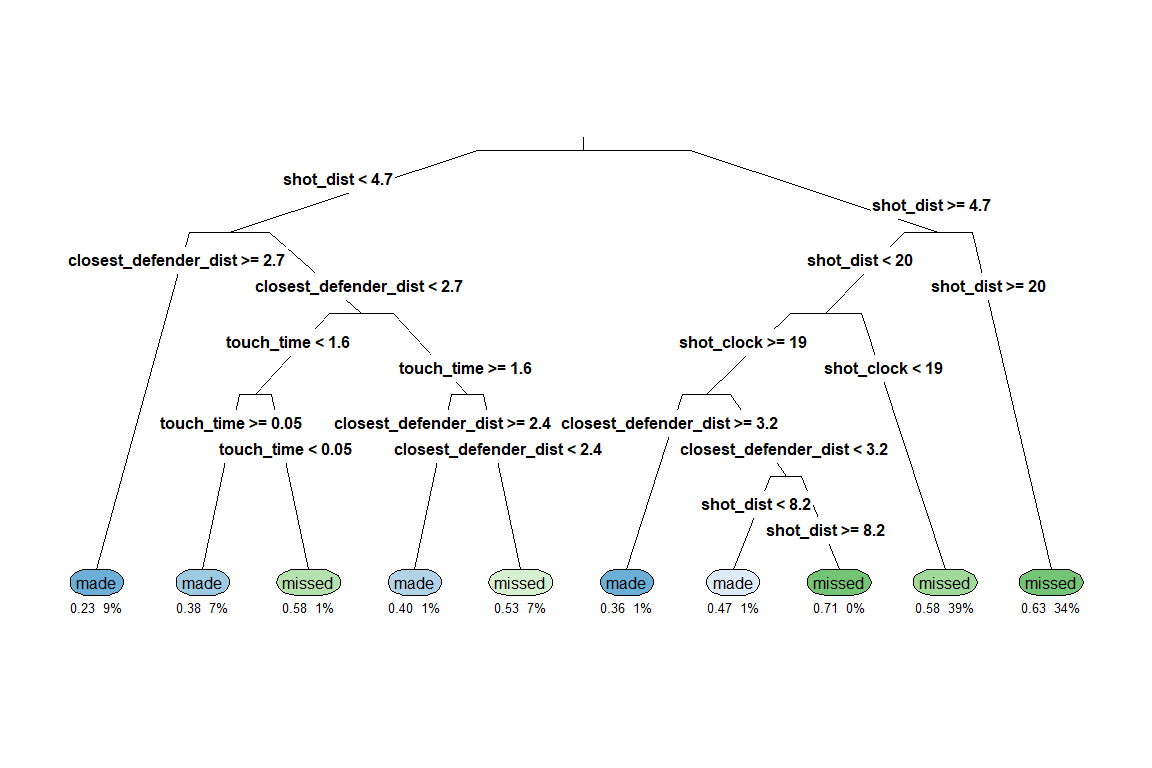 shot_dist < 4.7
shot_dist >= 4.7
closest_defender_dist >= 2.7
shot_dist < 20
closest_defender_dist < 2.7
shot_dist >= 20
touch_time < 1.6
shot_clock >= 19
touch_time >= 1.6
shot_clock < 19
touch_time >= 0.05
closest_defender_dist >= 2.4
closest_defender_dist >= 3.2
touch_time < 0.05
closest_defender_dist < 2.4
closest_defender_dist < 3.2
shot_dist < 8.2
shot_dist >= 8.2
made made missed made missed made made missed missed missed
0.23 9% 0.38 7% 0.58 1% 0.40 1% 0.53 7% 0.36 1% 0.47 1% 0.71 0% 0.58 39% 0.63 34%